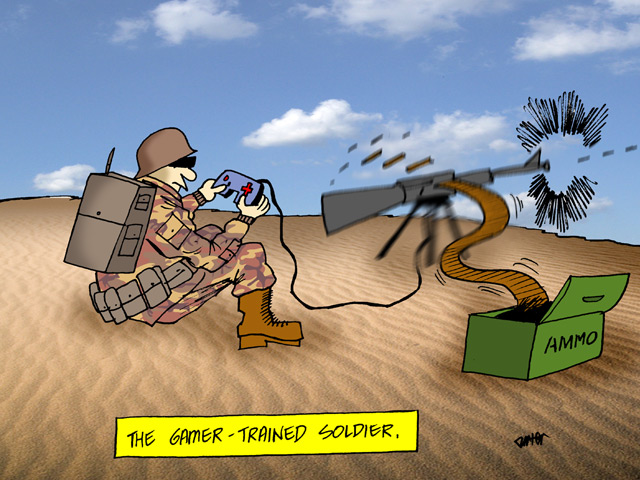 AMMO
THE GAMER-TRAINED SOLDIER.